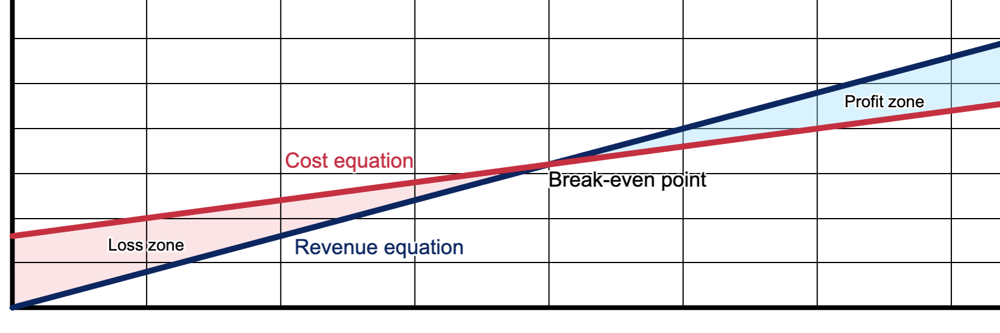 Profit zone
Cost equation
Break-even point
Loss zone
Revenue equation